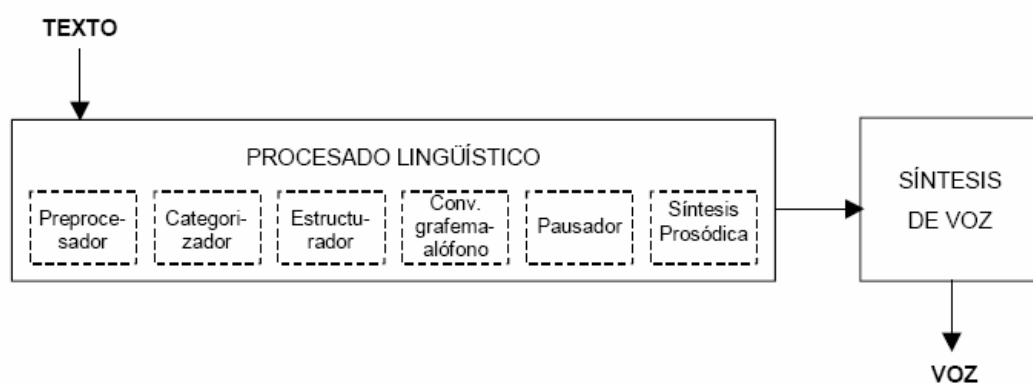 TEXTO
PROCESADO LINGÜÍSTICO
Preproce-
sador
Categori-
zador
Estructu-
rador
Conv.
grafema-
alófono
Pausador
Síntesis
Prosódica
SÍNTESIS
DE VOZ
VOZ